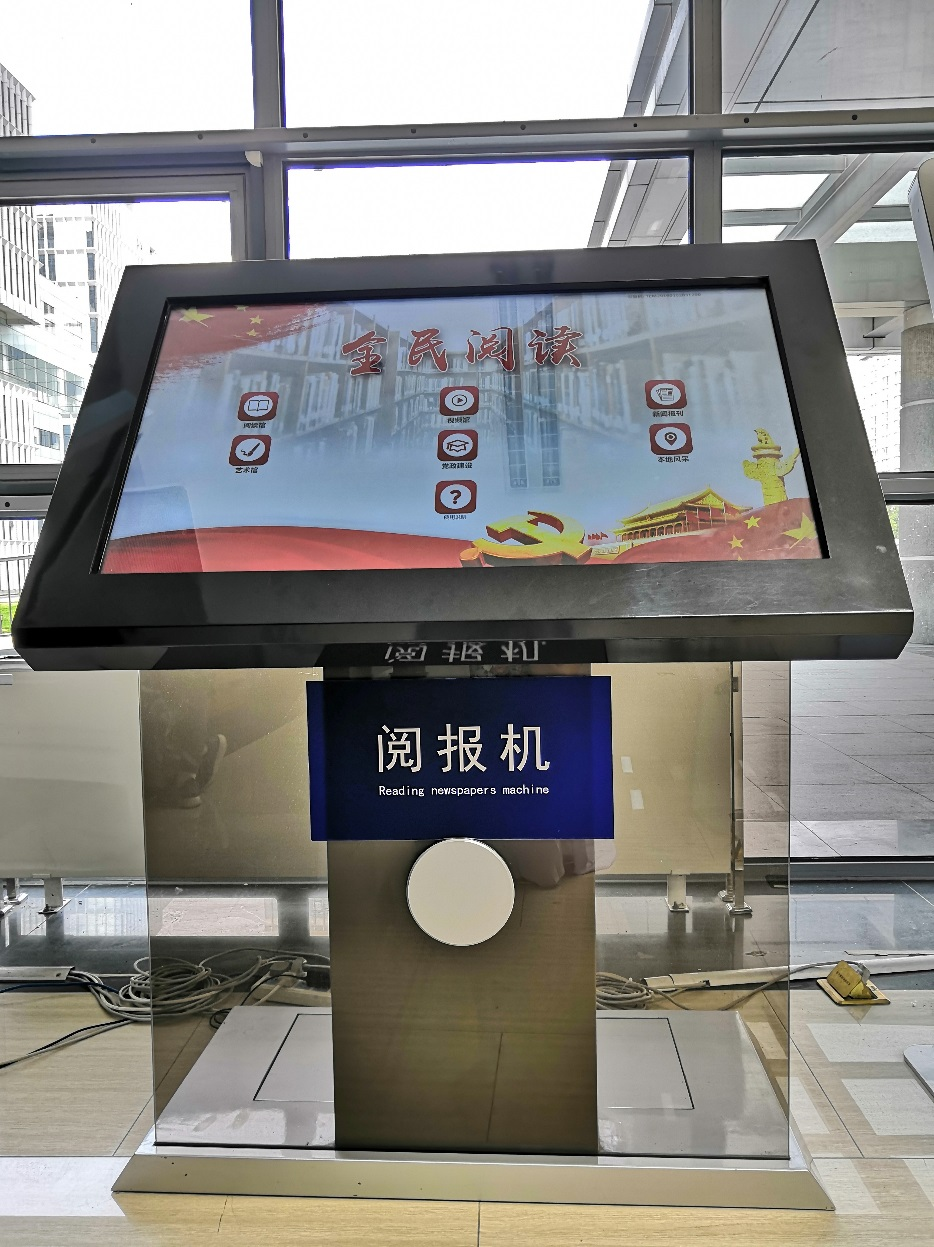 全民阅读
阅读馆
视频馆
新闻报刊
艺术馆
党政建设
本地风采
阅报机
Reading newspapers machine